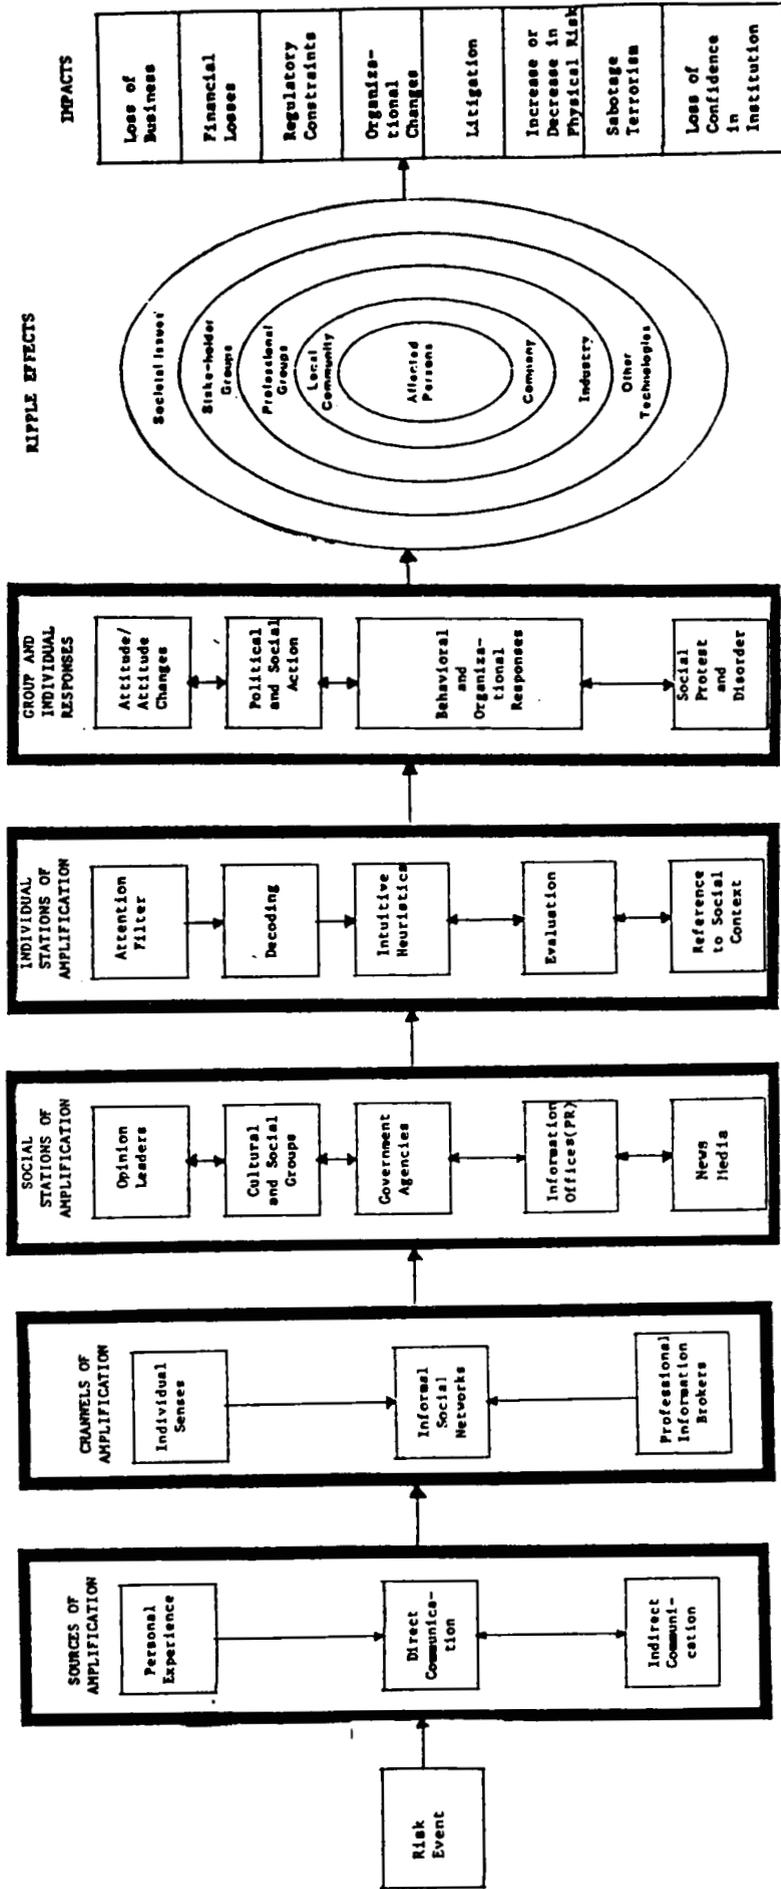 Risk
Event
SOURCES OF
AMPLIFICATION
Personal
Experience
Direct
Communica-
tion
Indirect
Communi-
cation
CHANNELS OF
AMPLIFICATION
Individual
Senses
Informal
Social
Networks
Professional
Information
Brokers
SOCIAL
STATIONS OF
AMPLIFICATION
Opinion
Leaders
Cultural
and Social
Groups
Government
Agencies
Information
Offices(PR)
News
Media
INDIVIDUAL
STATIONS OF
AMPLIFICATION
Attention
Filter
Decoding
Intuitive
Heuristics
Evaluation
Reference
to Social
Context
GROUP AND
INDIVIDUAL
RESPONSES
Attitude/
Attitude
Changes
Political
and Social
Action
Behavioral
and
Organiza-
tional
Responses
Social
Protest
and
Disorder
RIPPLE EFFECTS
Societal Issues
Stake-holder
Groups
Professional
Groups
Local
Community
Affected
Persons
Company
Industry
Other
Technologies
IMPACTS
Loss of
Business
Financial
Losses
Regulatory
Constraints
Organiza-
tional
Changes
Litigation
Increase or
Decrease in
Physical Risk
Sabotage
Terrorism
Loss of
Confidence
in
Institution